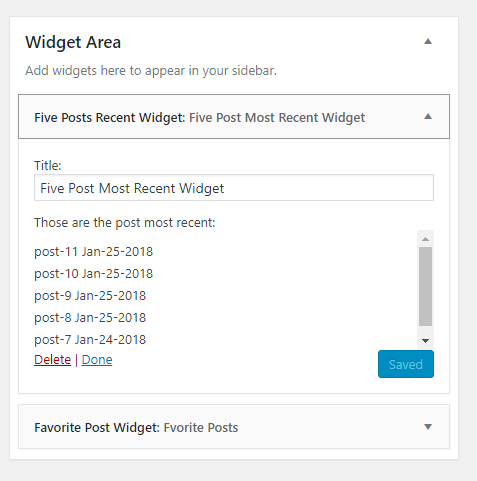 Widget Area
Add widgets here to appear in your sidebar.
Five Posts Recent Widget: Five Post Most Recent Widget
Title:
Five Post Most Recent Widget
Those are the post most recent:
post-11 Jan-25-2018
post-10 Jan-25-2018
post-9 Jan-25-2018
post-8 Jan-25-2018
post-7 Jan-24-2018
Delete | Done
Saved
Favorite Post Widget: Fvorite Posts